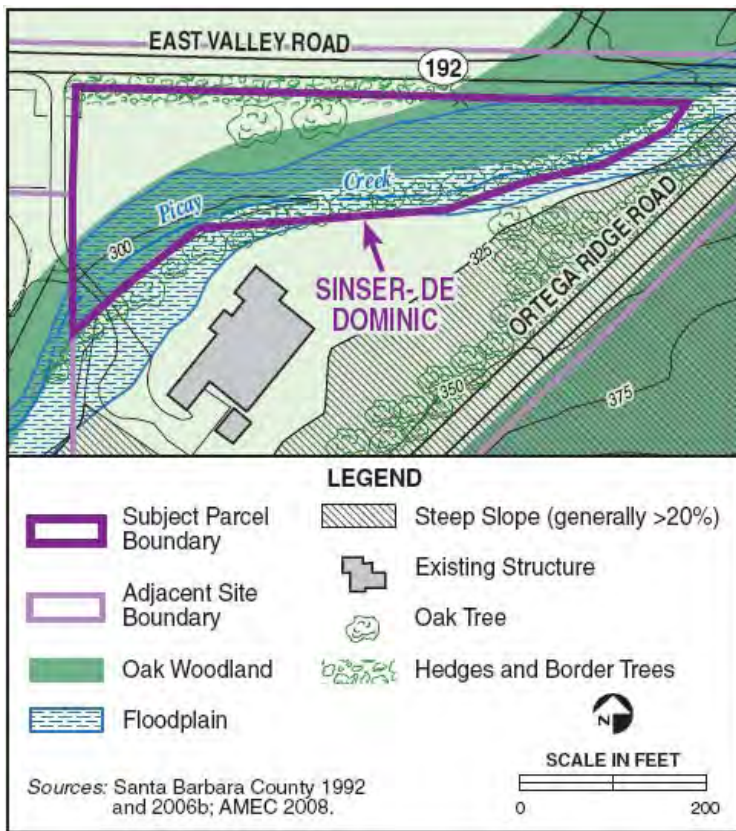 EAST VALLEY ROAD
192
Picay
Creek
300
325
SINSER- DE
DOMINIC
ORTEGA RIDGE ROAD
350
375
LEGEND
Subject Parcel
Boundary
Adjacent Site
Boundary
Oak Woodland
Floodplain
Steep Slope (generally >20%)
Existing Structure
Oak Tree
Hedges and Border Trees
N
SCALE IN FEET
0 200
Sources: Santa Barbara County 1992
and 2006b; AMEC 2008.